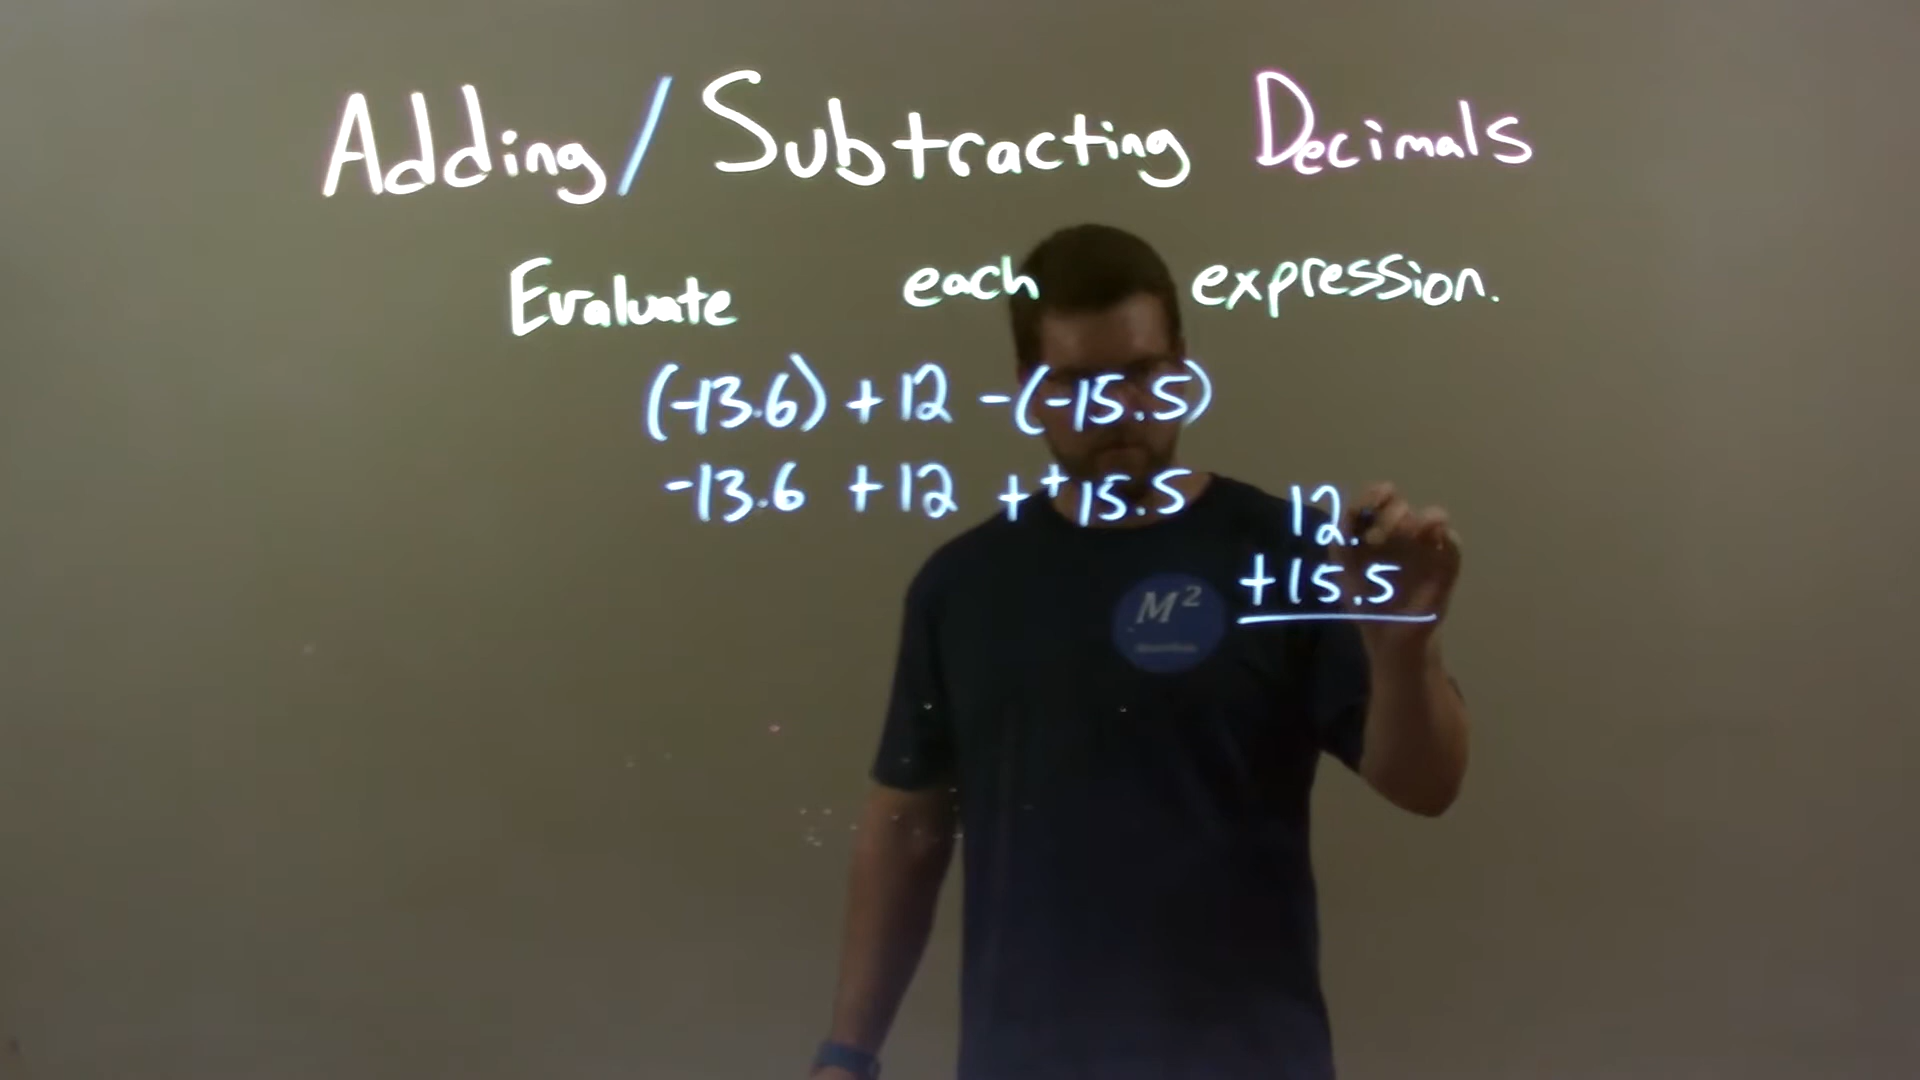 Adding/Subtracting Decimals
Evaluate each expression.
(-13.6) + 12 - (-15.5)
-13.6 + 12 + +15.5
12.
+15.5
M²